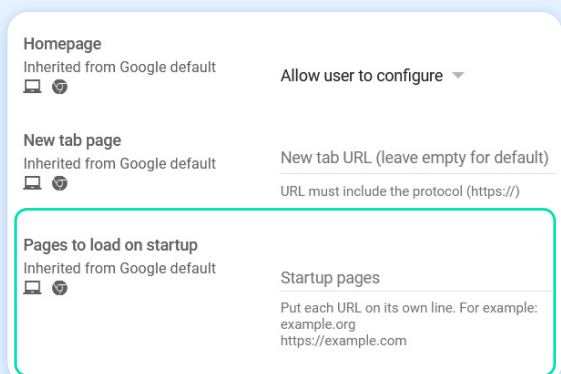 Homepage
Inherited from Google default
Allow user to configure
New tab page
Inherited from Google default
New tab URL (leave empty for default)
URL must include the protocol (https://)
Pages to load on startup
Inherited from Google default
Startup pages
Put each URL on its own line. For example:
example.org
https://example.com